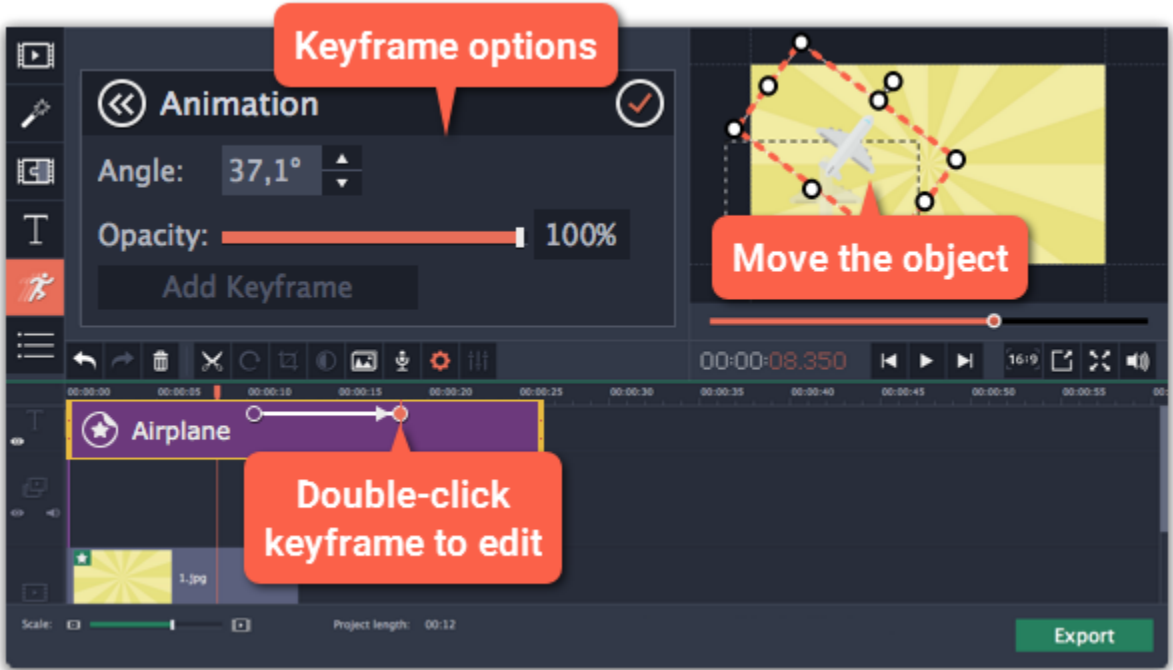 Keyframe options
Animation
Angle: 37,1°
Opacity: 100%
Add Keyframe
Move the object
T
00:00:08.350
16:9
00:00:00 00:00:05 00:00:10 00:00:15 00:00:20 00:00:25 00:00:30 00:00:35 00:00:40 00:00:45 00:00:50 00:00:55 00:
T
Airplane
Double-click
keyframe to edit
1.jpg
Scale: Project length: 00:12
Export